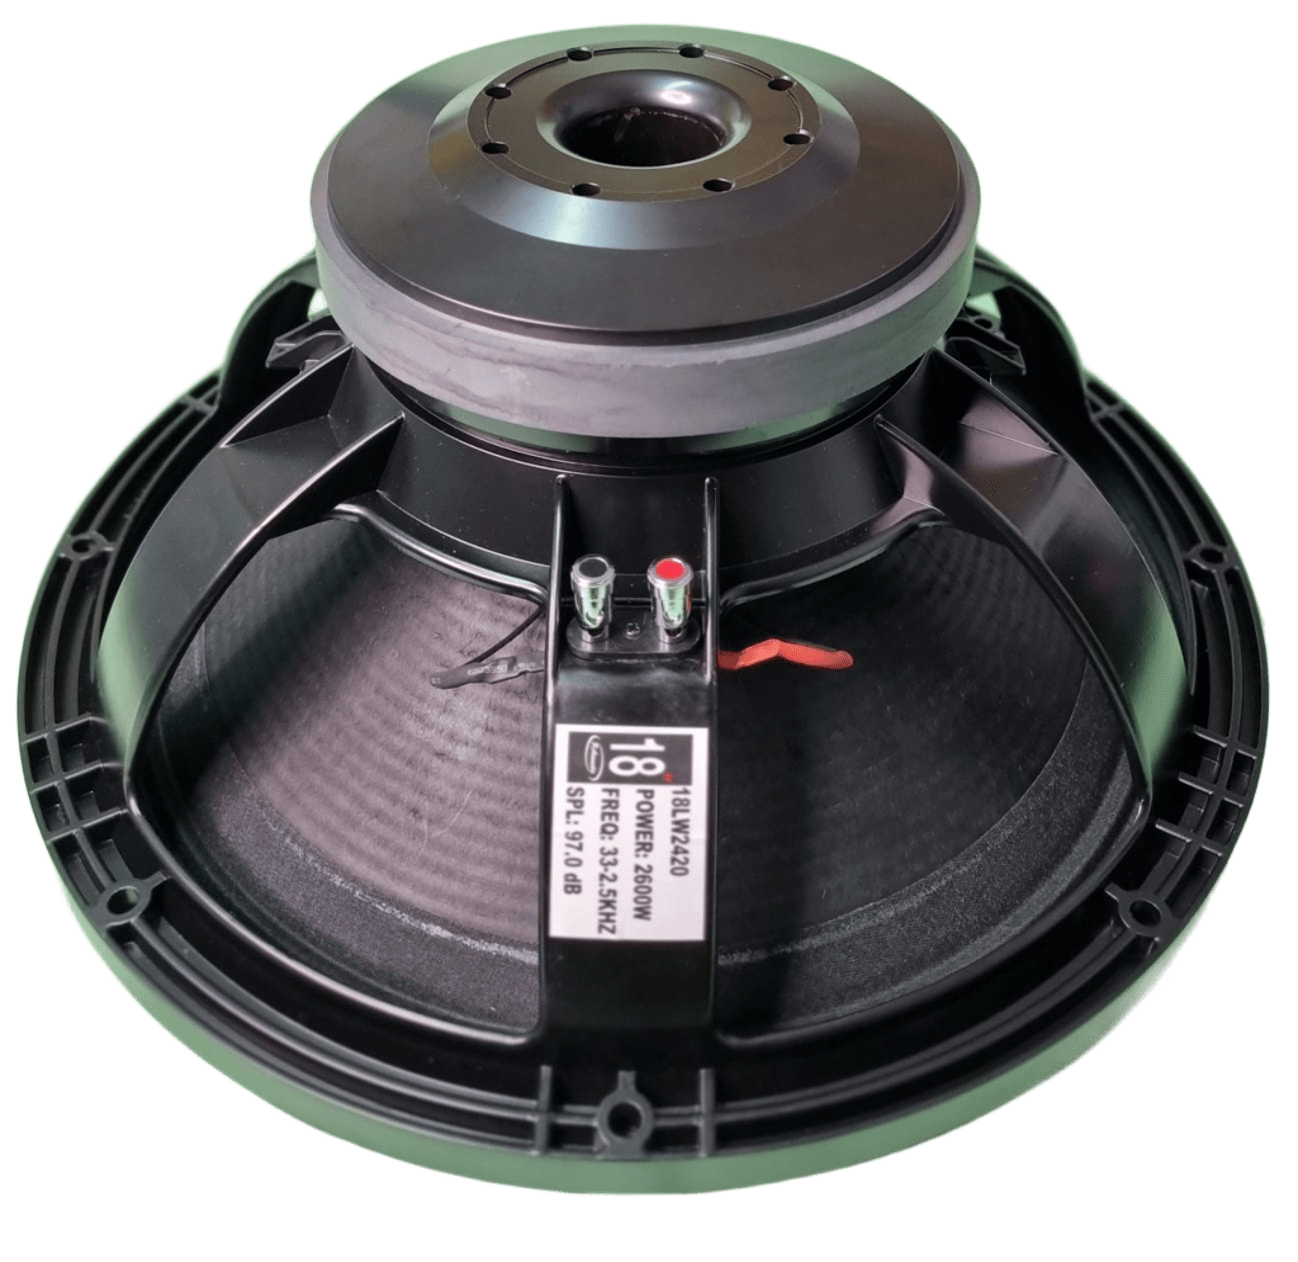 18"
18LW2420
POWER: 2600W
FREQ: 33-2.5KHZ
SPL: 97.0 dB